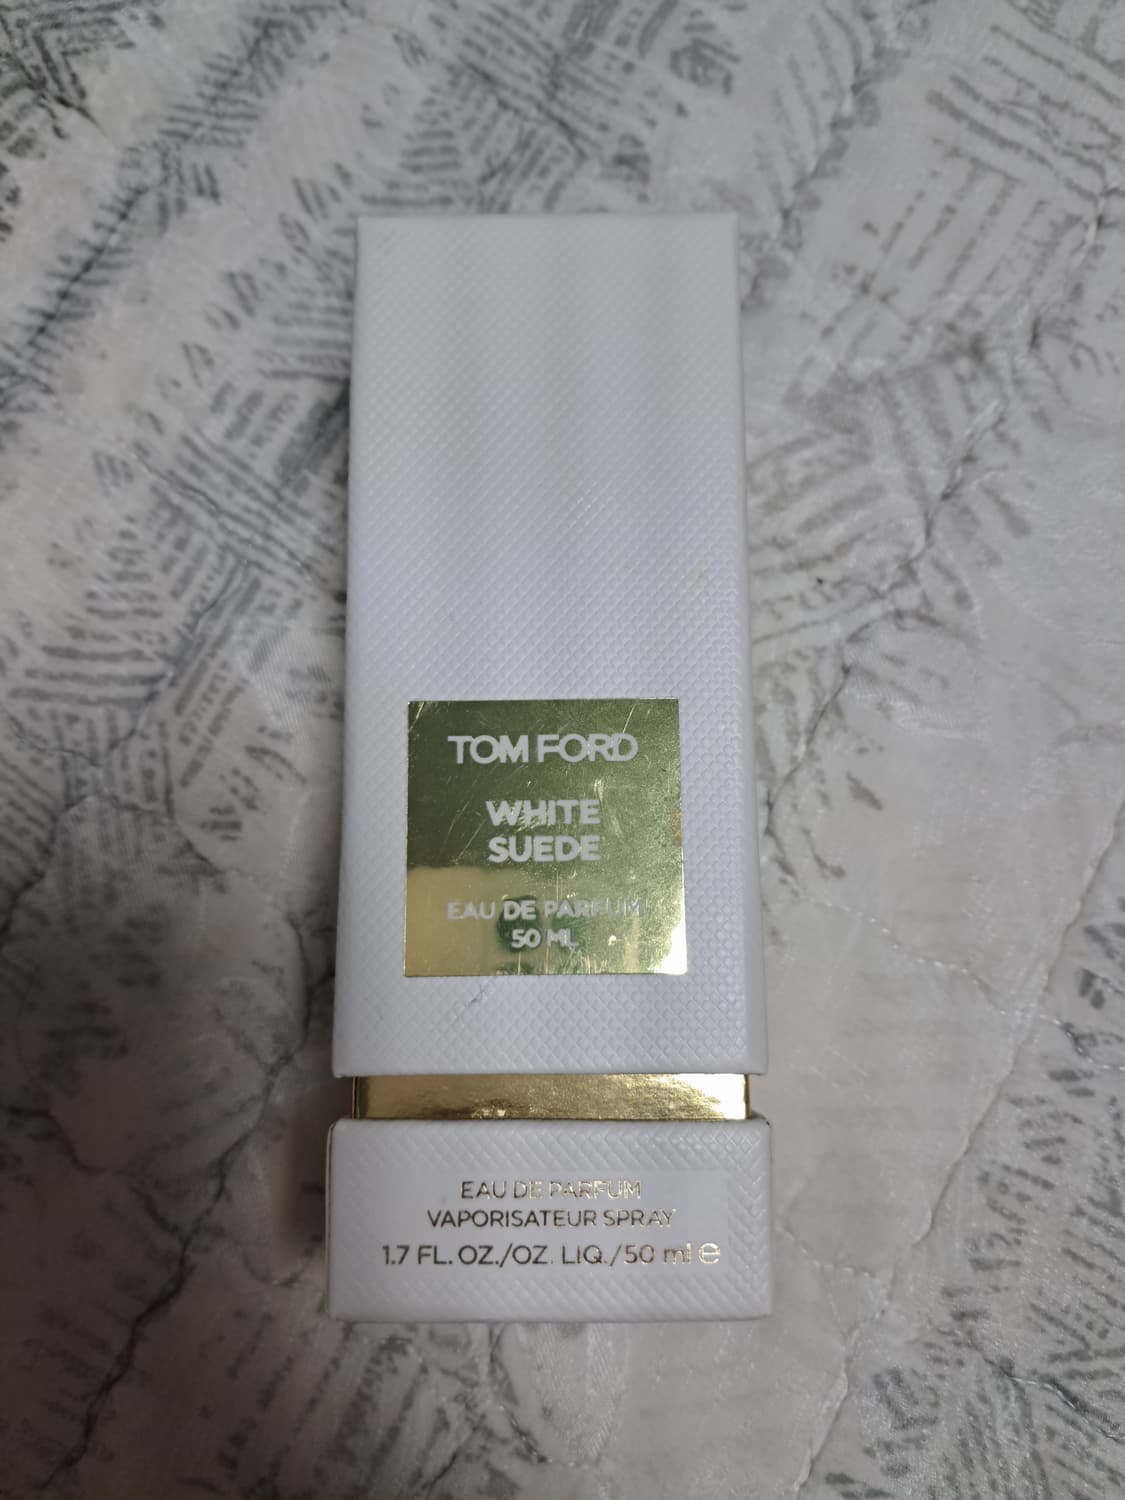 TOM FORD
WHITE
SUEDE
EAU DE PARFUM
50 ML
EAU DE PARFUM
VAPORISATEUR SPRAY
1.7 FL. OZ./OZ. LIQ./50 ml ℮